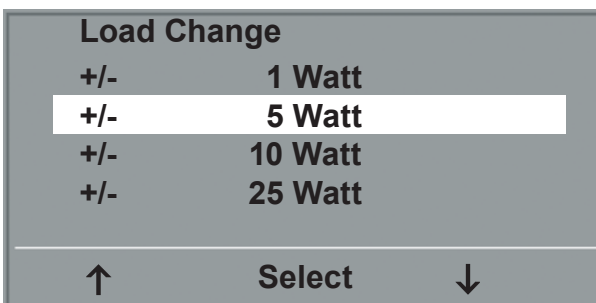 Load Change
+/- 1 Watt
+/- 5 Watt
+/- 10 Watt
+/- 25 Watt
↑ Select ↓